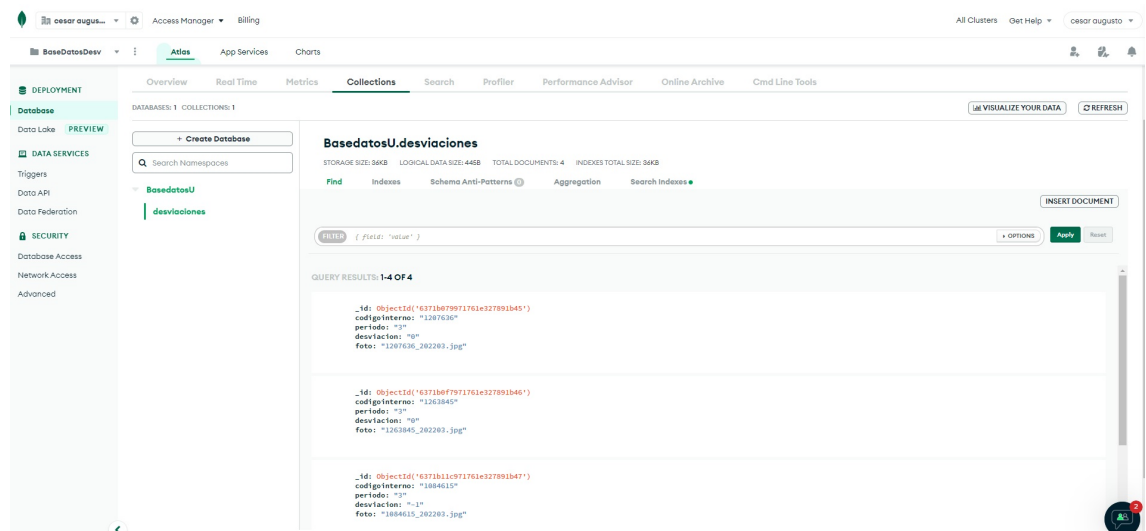 cesar augus...
Access Manager
Billing
All Clusters
Get Help
cesar augusto
BaseDatosDesv
Atlas
App Services
Charts
DEPLOYMENT
Database
Data Lake PREVIEW
DATA SERVICES
Triggers
Data API
Data Federation
SECURITY
Database Access
Network Access
Advanced
Overview Real Time Metrics Collections Search Profiler Performance Advisor Online Archive Cmd Line Tools
DATABASES: 1 COLLECTIONS: 1
VISUALIZE YOUR DATA
REFRESH
+ Create Database
Search Namespaces
BasedatosU
desviaciones
BasedatosU.desviaciones
STORAGE SIZE: 36KB LOGICAL DATA SIZE: 445B TOTAL DOCUMENTS: 4 INDEXES TOTAL SIZE: 36KB
Find Indexes Schema Anti-Patterns 0 Aggregation Search Indexes
INSERT DOCUMENT
FILTER { field: 'value' }
OPTIONS
Apply
Reset
QUERY RESULTS: 1-4 OF 4
_id: ObjectId('6371b079971761e327891b45')
codigointerno: "1207636"
periodo: "3"
desviacion: "0"
foto: "1207636_202203.jpg"
_id: ObjectId('6371b0f7971761e327891b46')
codigointerno: "1263845"
periodo: "3"
desviacion: "0"
foto: "1263845_202203.jpg"
_id: ObjectId('6371b11c971761e327891b47')
codigointerno: "1084615"
periodo: "3"
desviacion: "-1"
foto: "1084615_202203.jpg"
2